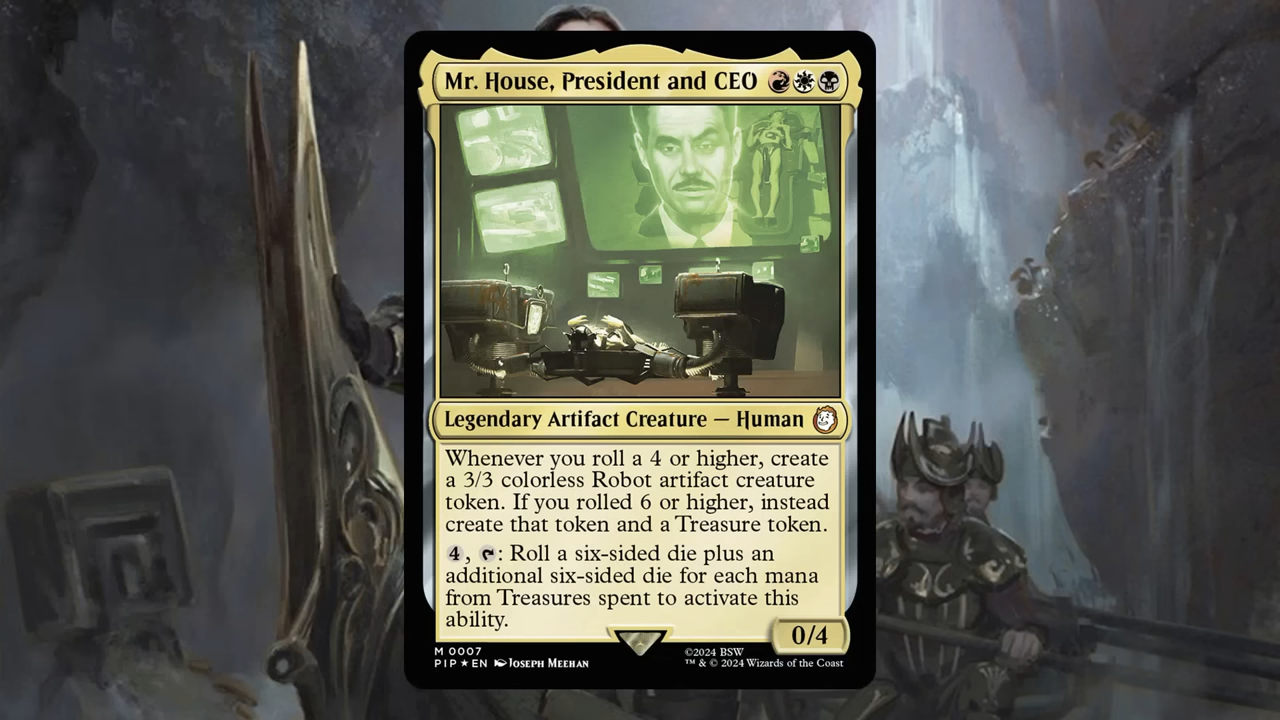 Mr. House, President and CEO
Legendary Artifact Creature — Human
Whenever you roll a 4 or higher, create
a 3/3 colorless Robot artifact creature
token. If you rolled 6 or higher, instead
create that token and a Treasure token.
4, : Roll a six-sided die plus an
additional six-sided die for each mana
from Treasures spent to activate this
ability.
0/4
M 0007
PIP ★ EN Joseph Meehan
©2024 BSW
™ & © 2024 Wizards of the Coast